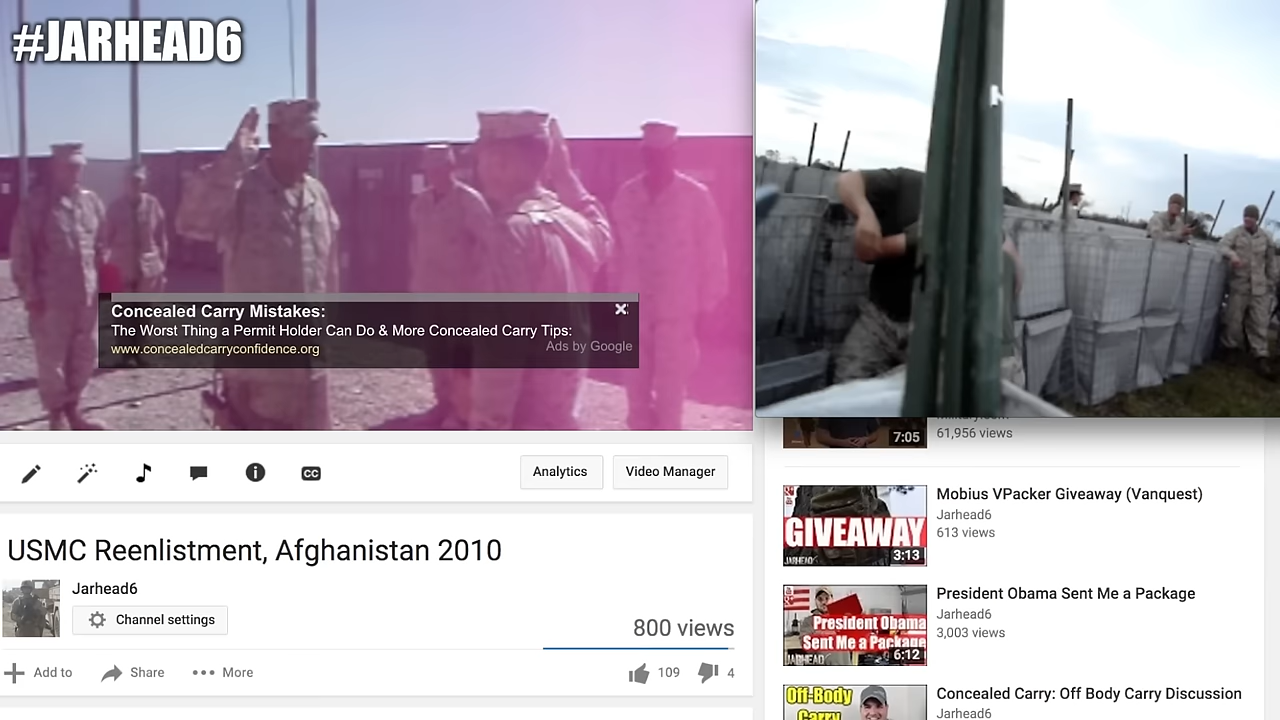 #JARHEAD6
Concealed Carry Mistakes:
The Worst Thing a Permit Holder Can Do & More Concealed Carry Tips:
www.concealedcarryconfidence.org
Ads by Google
CC
Analytics
Video Manager
USMC Reenlistment, Afghanistan 2010
Jarhead6
Channel settings
800 views
Add to
Share
More
109
4
7:05
61,956 views
GIVEAWAY
JARHEAD6
3:13
Mobius VPacker Giveaway (Vanquest)
Jarhead6
613 views
President Obama
Sent Me a Package
JARHEAD6
6:12
President Obama Sent Me a Package
Jarhead6
3,003 views
Off-Body
Carry
Concealed Carry: Off Body Carry Discussion
Jarhead6